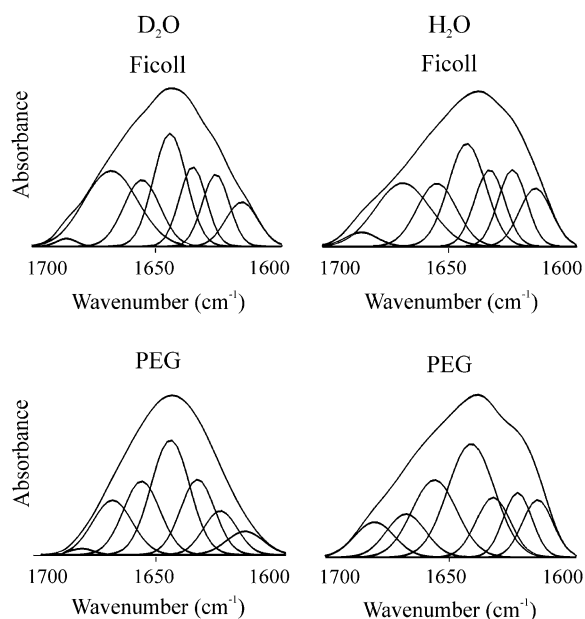 D₂O
H₂O
Ficoll
Ficoll
Absorbance
1700 1650 1600
1700 1650 1600
Wavenumber (cm⁻¹)
Wavenumber (cm⁻¹)
PEG
PEG
Absorbance
1700 1650 1600
1700 1650 1600
Wavenumber (cm⁻¹)
Wavenumber (cm⁻¹)